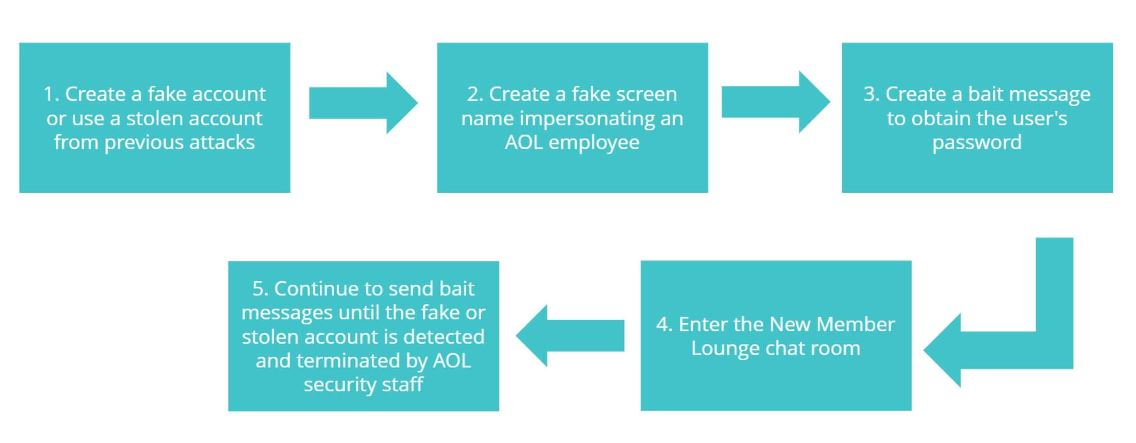 1. Create a fake account
or use a stolen account
from previous attacks
2. Create a fake screen
name impersonating an
AOL employee
3. Create a bait message
to obtain the user's
password
4. Enter the New Member
Lounge chat room
5. Continue to send bait
messages until the fake or
stolen account is detected
and terminated by AOL
security staff